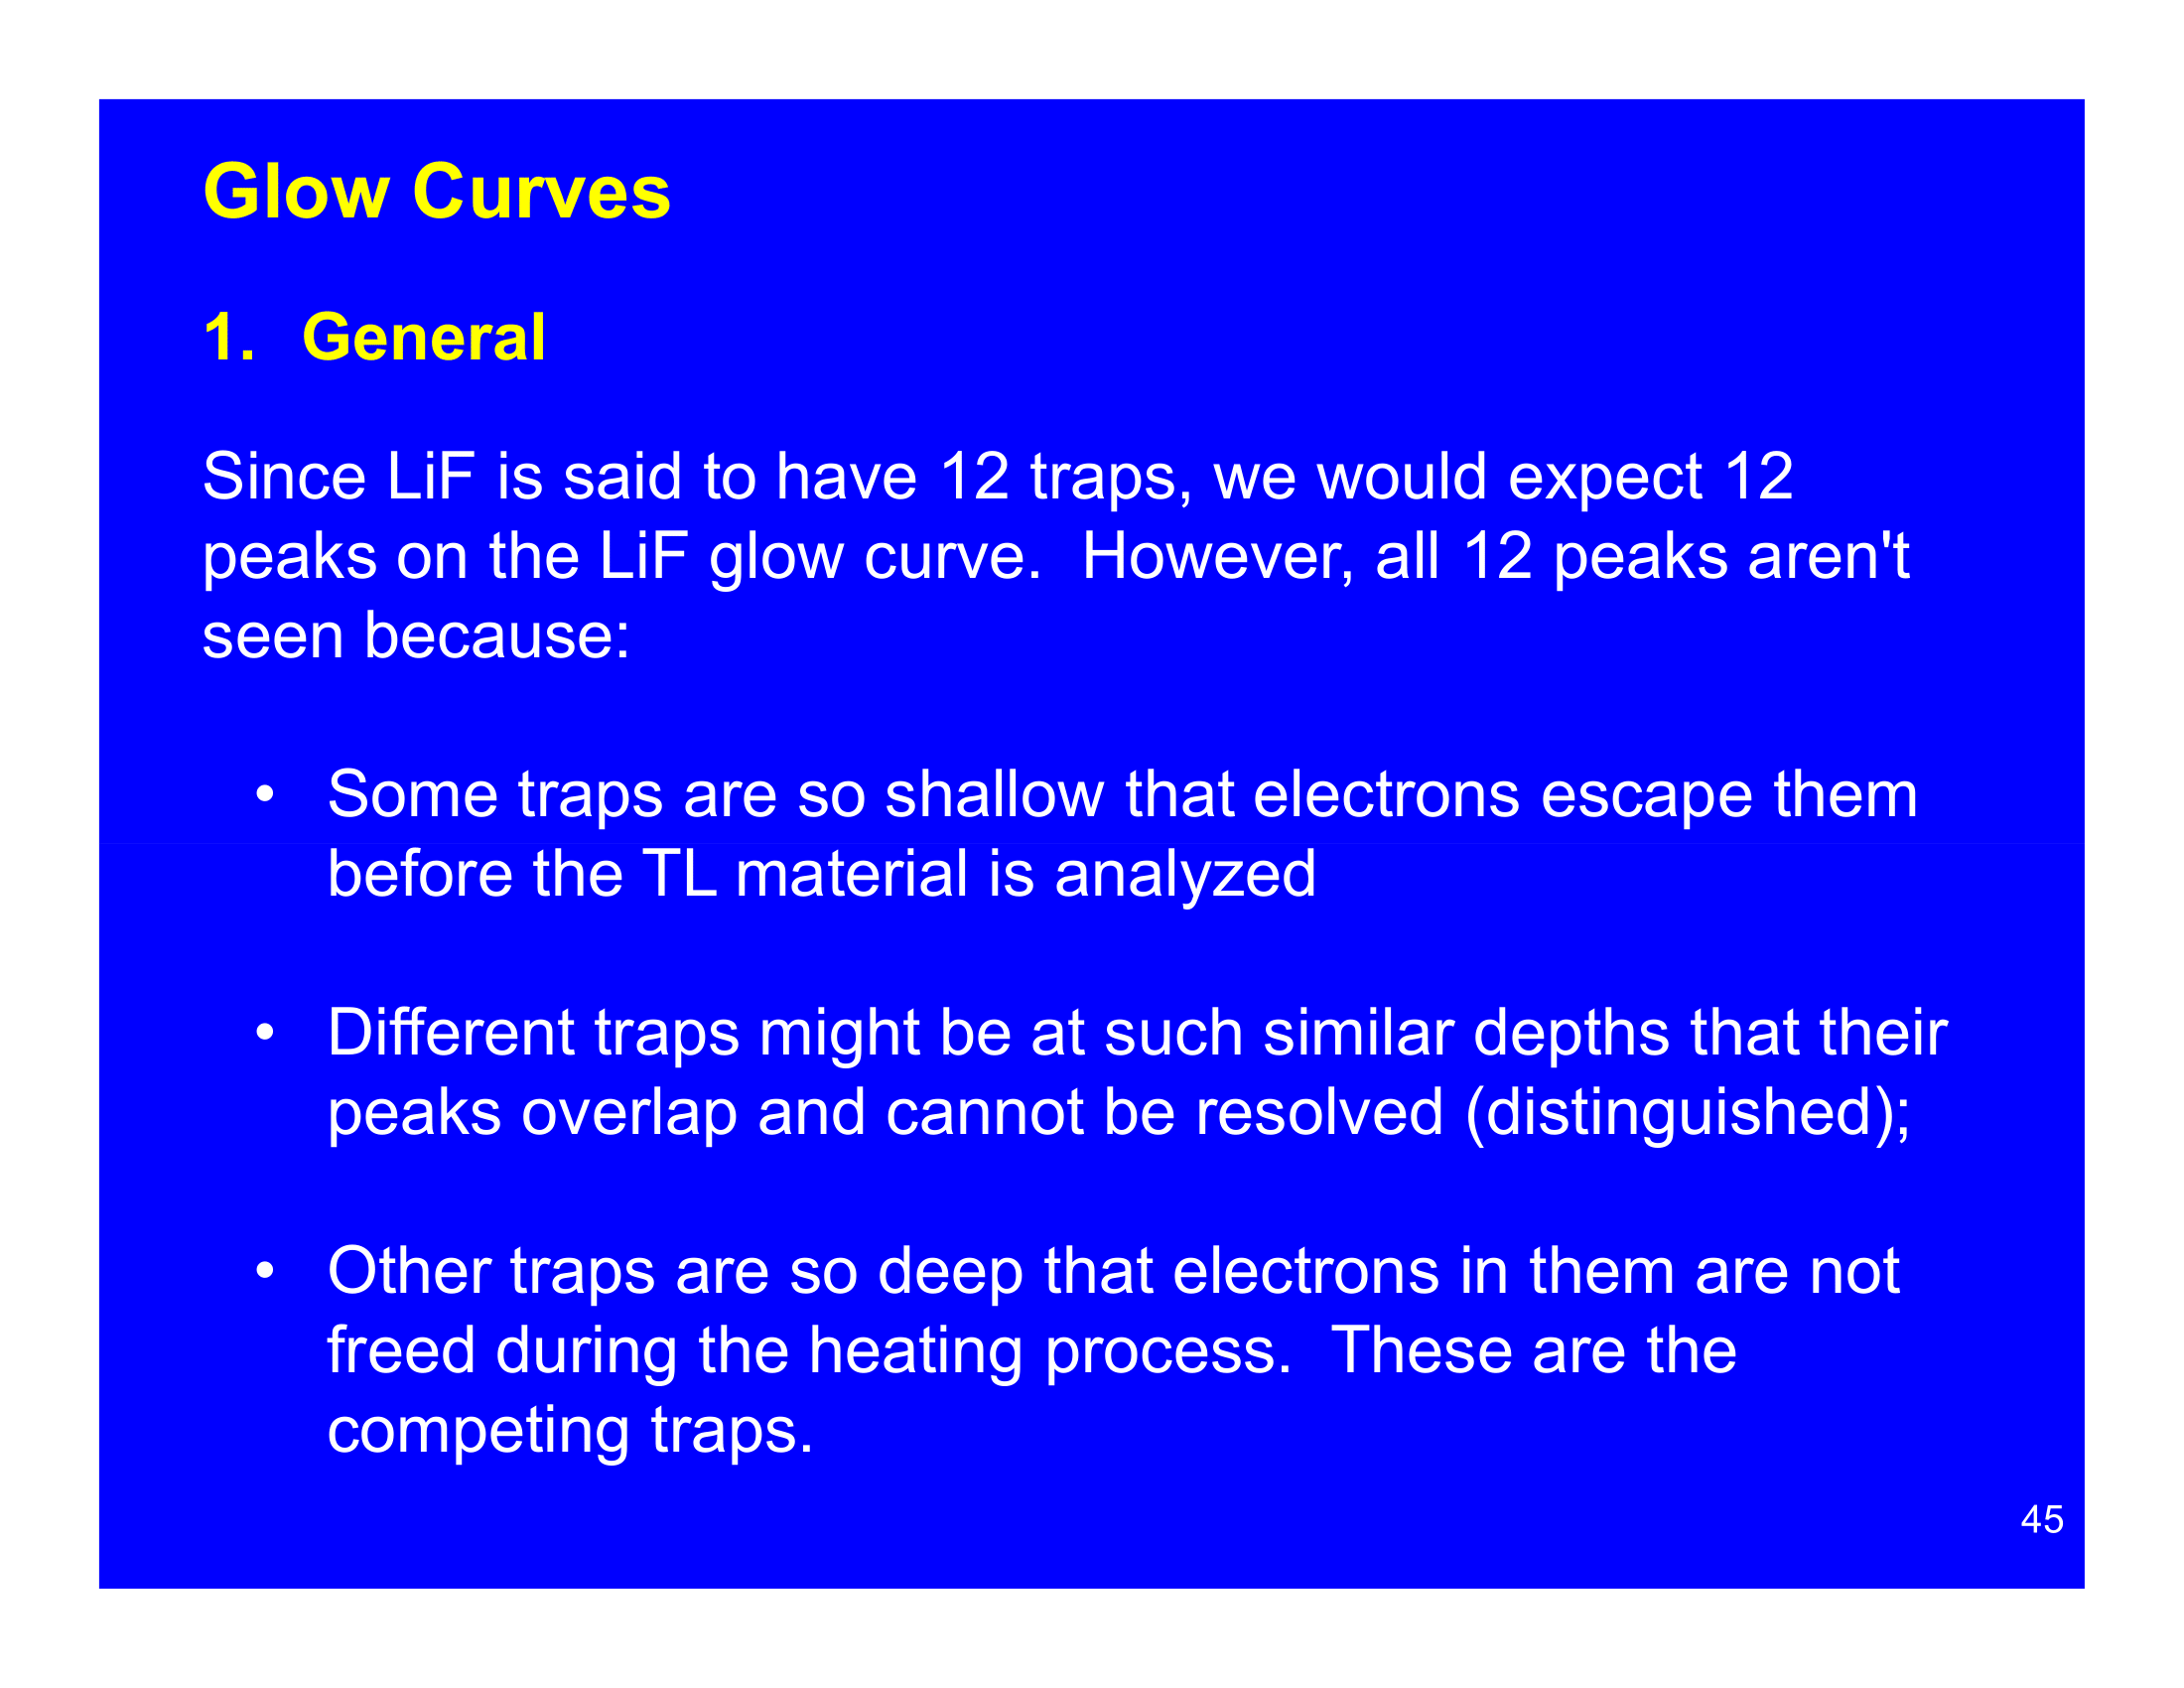 Glow Curves
1. General
Since LiF is said to have 12 traps, we would expect 12
peaks on the LiF glow curve.  However, all 12 peaks aren't
seen because:
• Some traps are so shallow that electrons escape them
before the TL material is analyzed
• Different traps might be at such similar depths that their
peaks overlap and cannot be resolved (distinguished);
• Other traps are so deep that electrons in them are not
freed during the heating process.  These are the
competing traps.
45